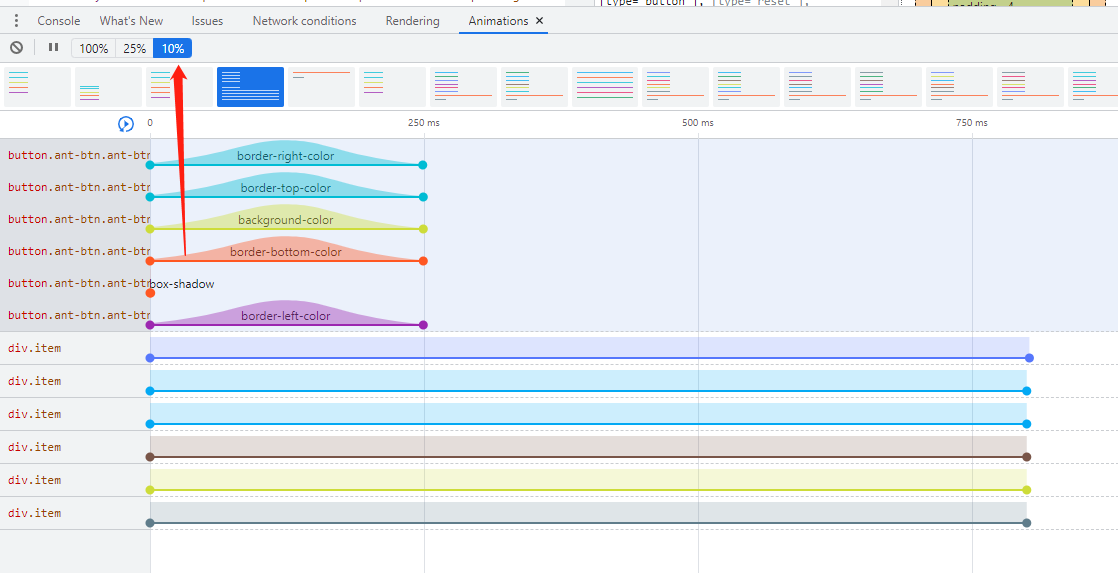 Console What's New Issues Network conditions Rendering Animations ×
100% 25% 10%
0 250 ms 500 ms 750 ms
button.ant-btn.ant-btn border-right-color
button.ant-btn.ant-btn border-top-color
button.ant-btn.ant-btn background-color
button.ant-btn.ant-btn border-bottom-color
button.ant-btn.ant-btn box-shadow
button.ant-btn.ant-btn border-left-color
div.item
div.item
div.item
div.item
div.item
div.item